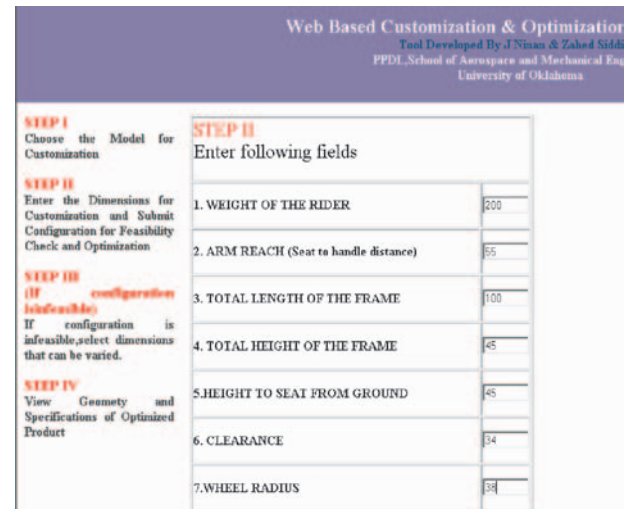 Web Based Customization & Optimization
Tool Developed By J Ninan & Zahed Siddi
PPDL,School of Aerospace and Mechanical Eng
University of Oklahoma
STEP I
Choose the Model for
Customization
STEP II
Enter the Dimensions for
Customization and Submit
Configuration for Feasibility
Check and Optimization
STEP III
(If configuration
isinfeasible)
If configuration is
infeasible,select dimensions
that can be varied.
STEP IV
View Geomety and
Specifications of Optimized
Product
STEP II
Enter following fields
1. WEIGHT OF THE RIDER 200
2. ARM REACH (Seat to handle distance) 55
3. TOTAL LENGTH OF THE FRAME 100
4. TOTAL HEIGHT OF THE FRAME 45
5.HEIGHT TO SEAT FROM GROUND 45
6. CLEARANCE 34
7.WHEEL RADIUS 38